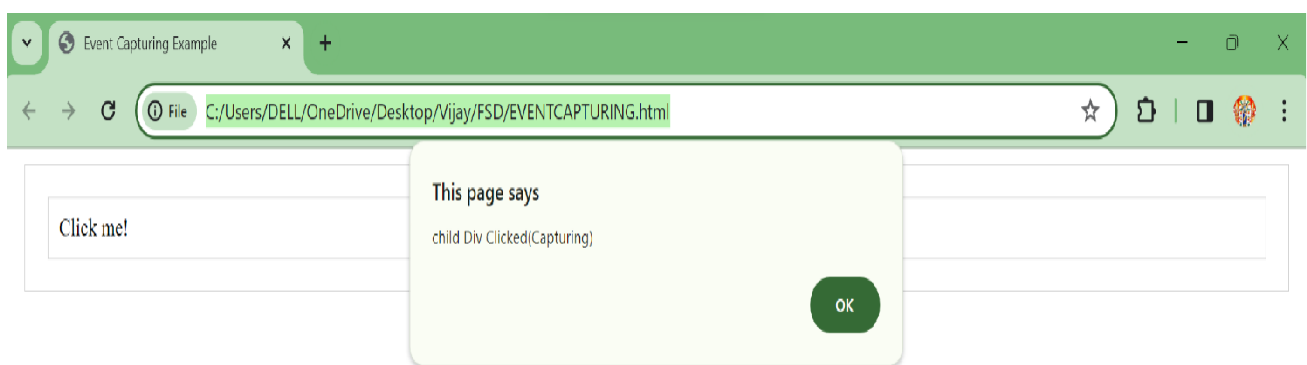 Event Capturing Example
File C:/Users/DELL/OneDrive/Desktop/Vijay/FSD/EVENTCAPTURING.html
This page says
Click me!
child Div Clicked(Capturing)
OK